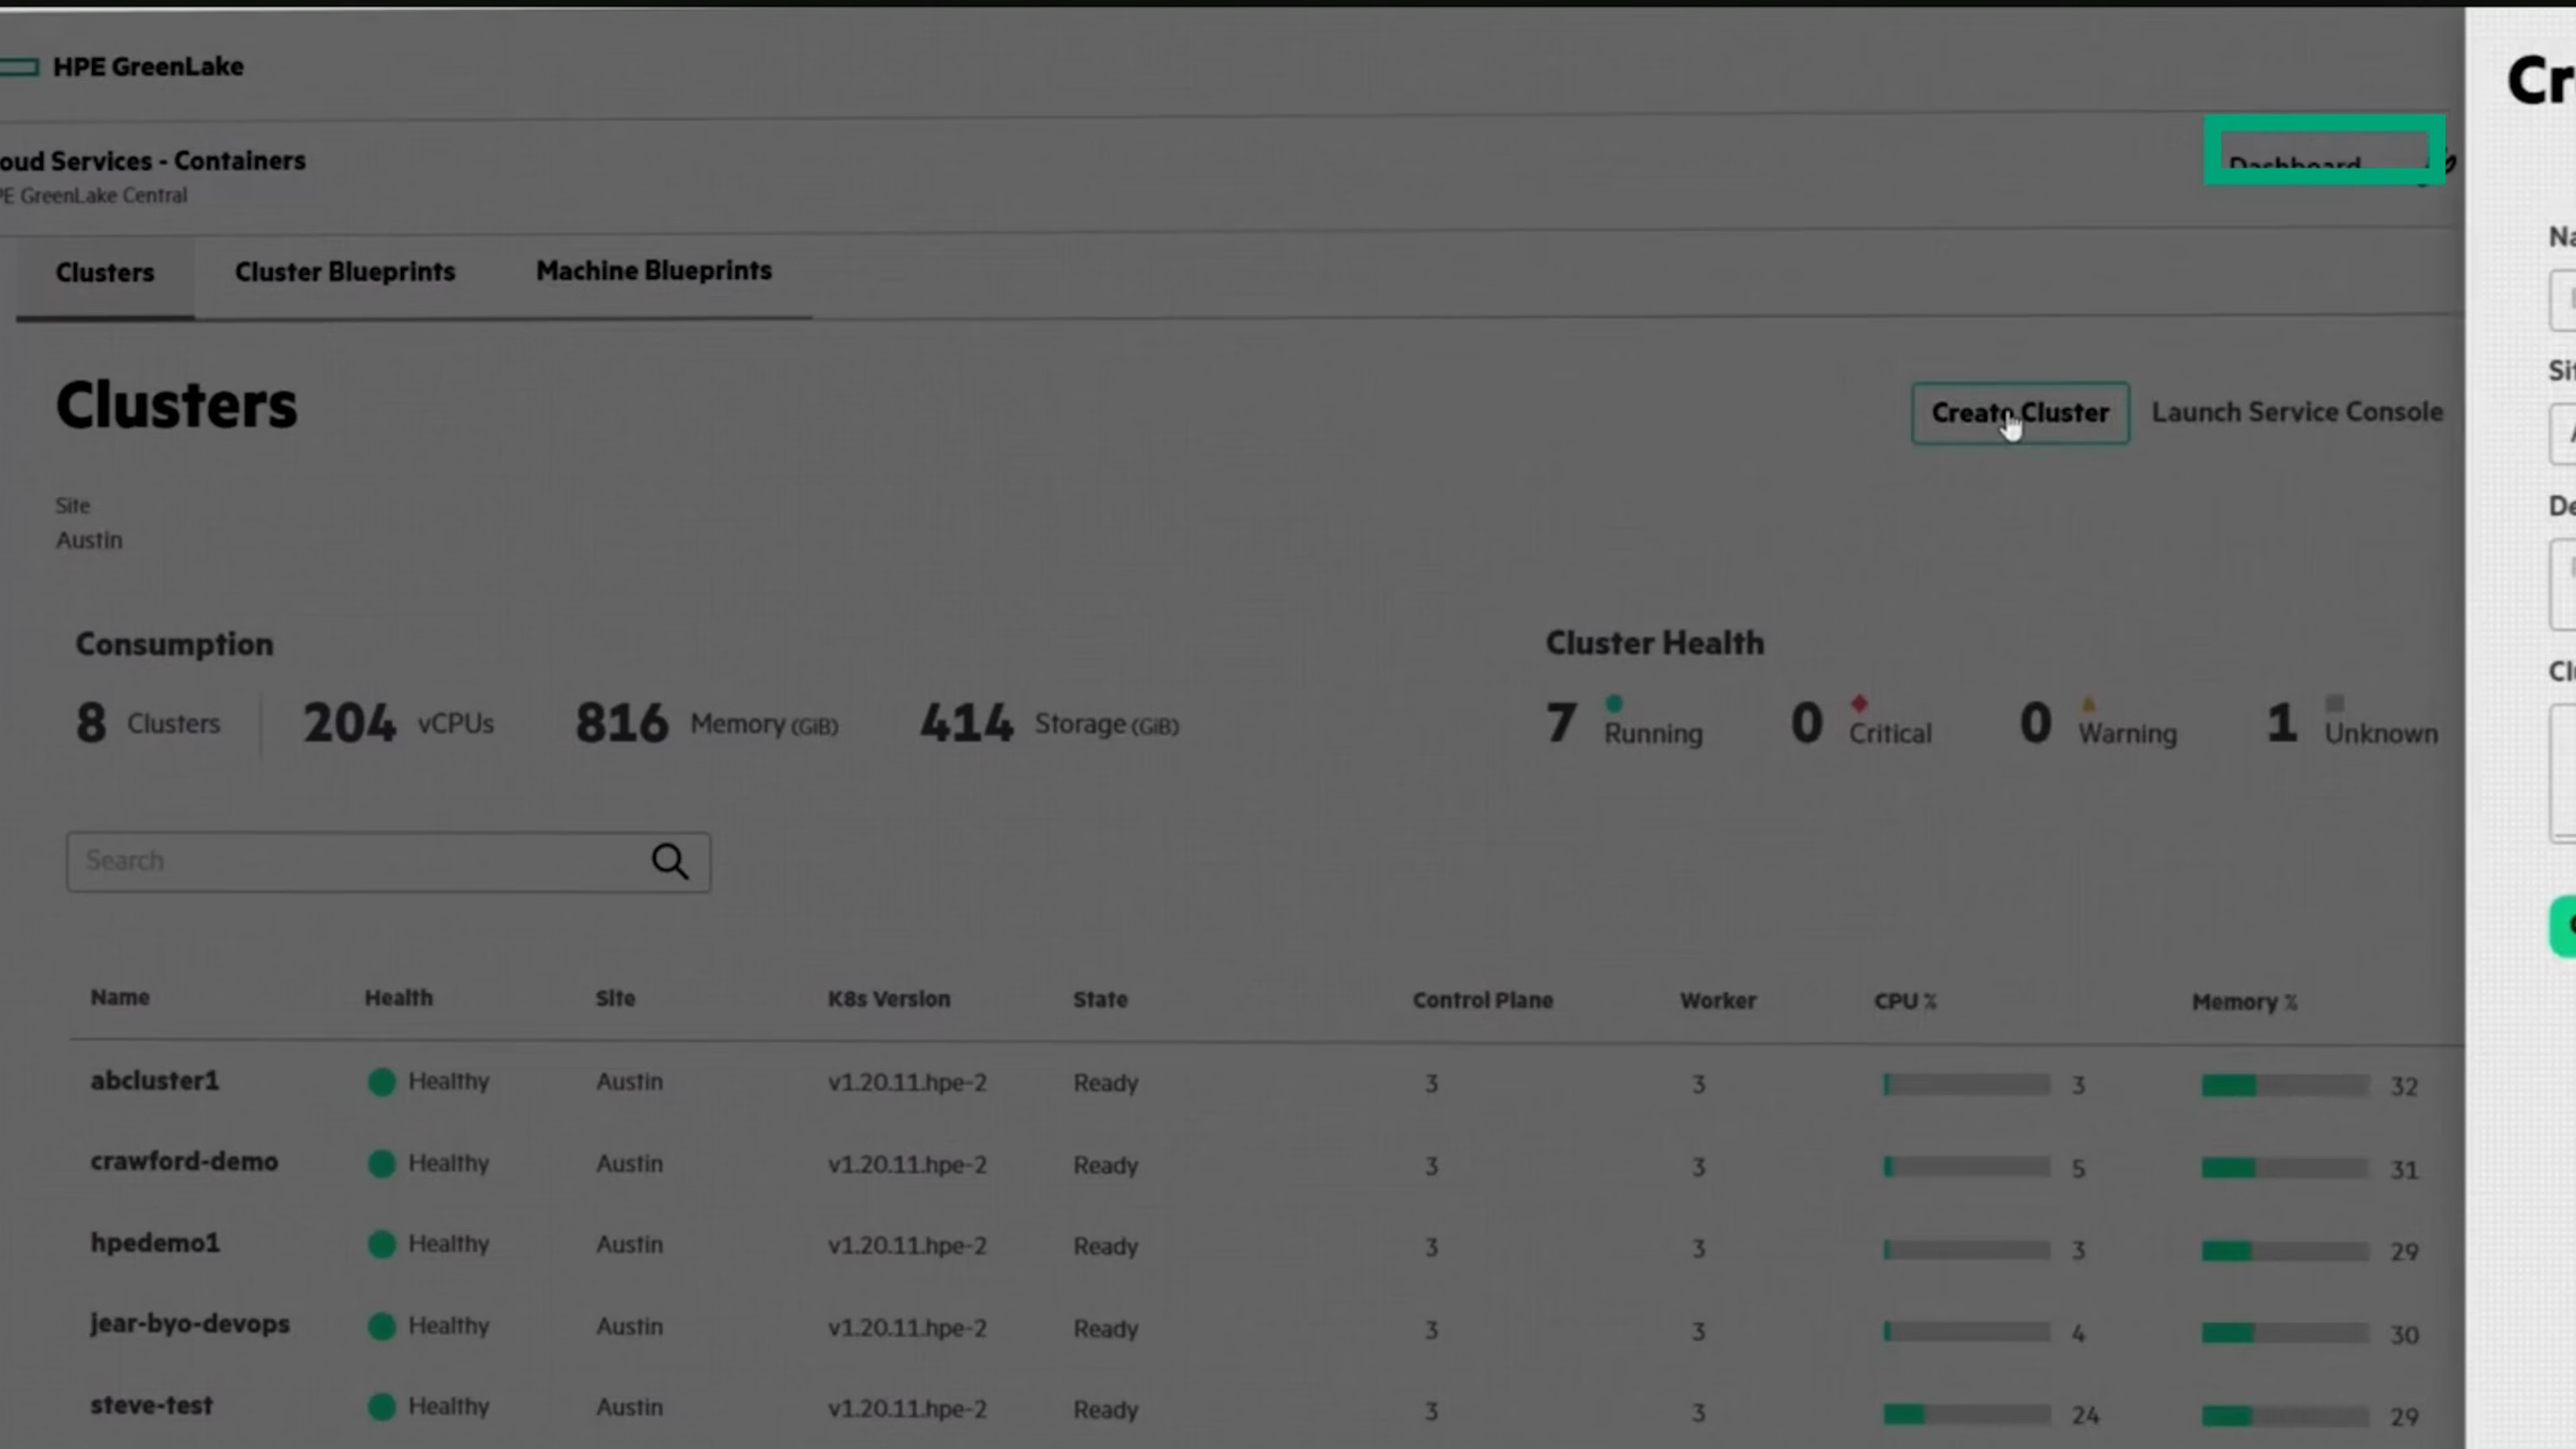 HPE GreenLake
oud Services - Containers
PE GreenLake Central
Dashboard
Clusters Cluster Blueprints Machine Blueprints
Clusters
Create Cluster Launch Service Console
Site
Austin
Consumption
8 Clusters 204 vCPUs 816 Memory (GiB) 414 Storage (GiB)
Cluster Health
7 Running 0 Critical 0 Warning 1 Unknown
Search
Name Health Site K8s Version State Control Plane Worker CPU % Memory %
abcluster1 Healthy Austin v1.20.11.hpe-2 Ready 3 3 3 32
crawford-demo Healthy Austin v1.20.11.hpe-2 Ready 3 3 5 31
hpedemo1 Healthy Austin v1.20.11.hpe-2 Ready 3 3 3 29
jear-byo-devops Healthy Austin v1.20.11.hpe-2 Ready 3 3 4 30
steve-test Healthy Austin v1.20.11.hpe-2 Ready 3 3 24 29
Cr
Na
Sit
De
Cl